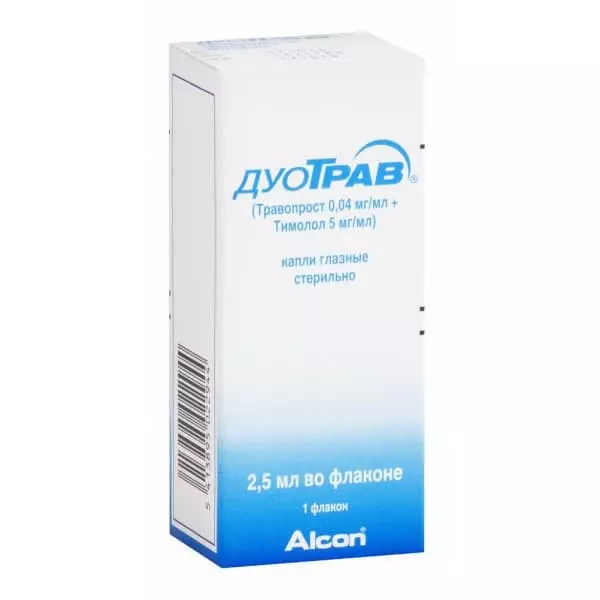 ДУОТРАВ®
(Травопрост 0,04 мг/мл +
Тимолол 5 мг/мл)
капли глазные
стерильно
2,5 мл во флаконе
1 флакон
Alcon®